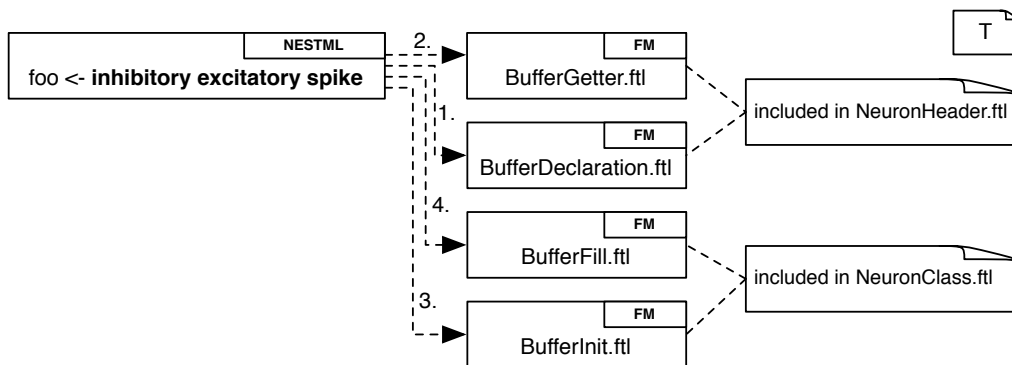 T
NESTML
foo <- inhibitory excitatory spike
2.
FM
BufferGetter.ftl
included in NeuronHeader.ftl
1.
FM
BufferDeclaration.ftl
4.
FM
BufferFill.ftl
included in NeuronClass.ftl
3.
FM
BufferInit.ftl